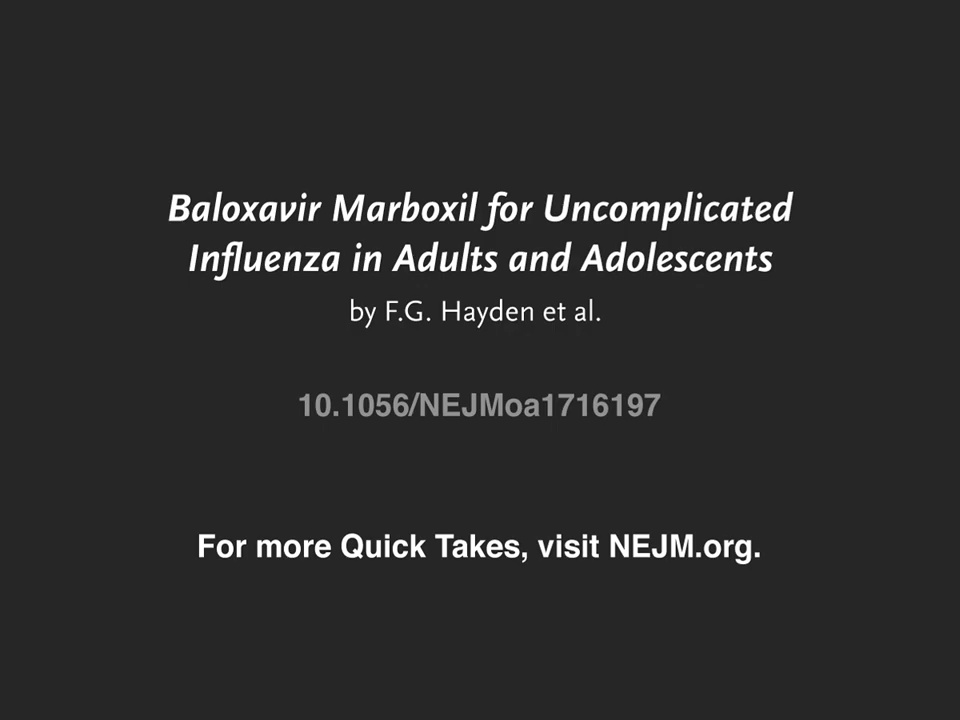 Baloxavir Marboxil for Uncomplicated
Influenza in Adults and Adolescents
by F.G. Hayden et al.
10.1056/NEJMoa1716197
For more Quick Takes, visit NEJM.org.